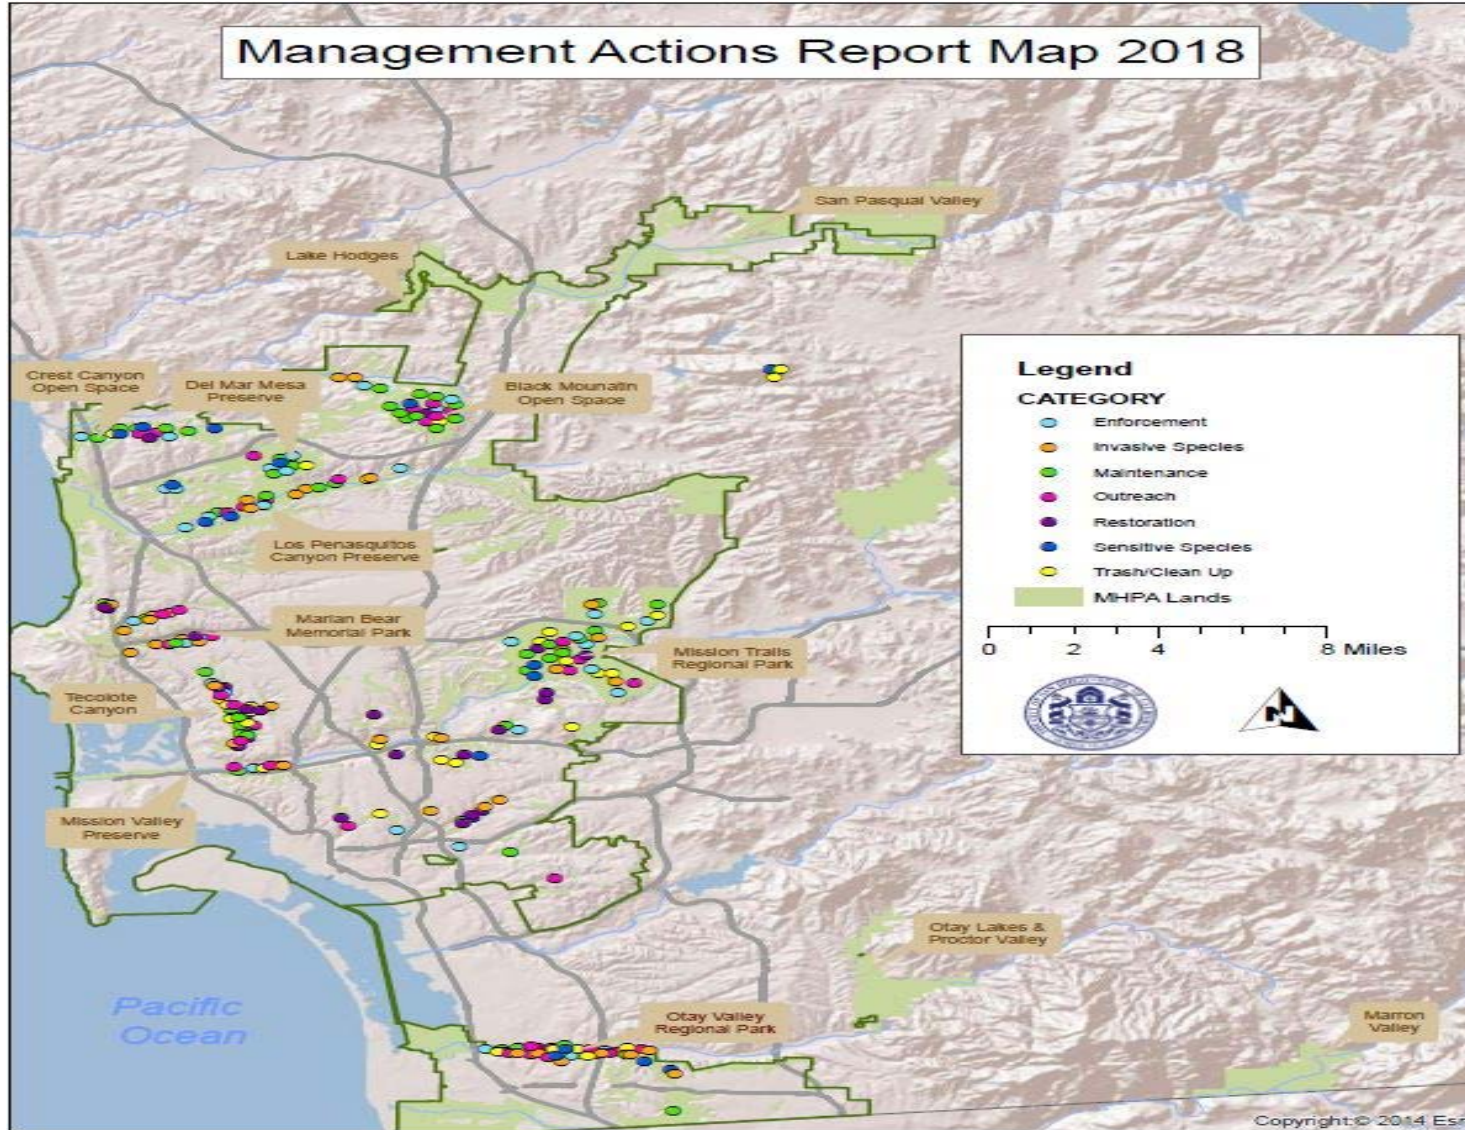 Management Actions Report Map 2018
San Pasqual Valley
Lake Hodges
Crest Canyon
Open Space
Del Mar Mesa
Preserve
Black Mounatin
Open Space
Los Penasquitos
Canyon Preserve
Marian Bear
Memorial Park
Mission Trails
Regional Park
Tecolote
Canyon
Mission Valley
Preserve
Otay Lakes &
Proctor Valley
Otay Valley
Regional Park
Marron
Valley
Pacific
Ocean
Legend
CATEGORY
Enforcement
Invasive Species
Maintenance
Outreach
Restoration
Sensitive Species
Trash/Clean Up
MHPA Lands
0 2 4 8 Miles
N
Copyright:© 2014 Esr